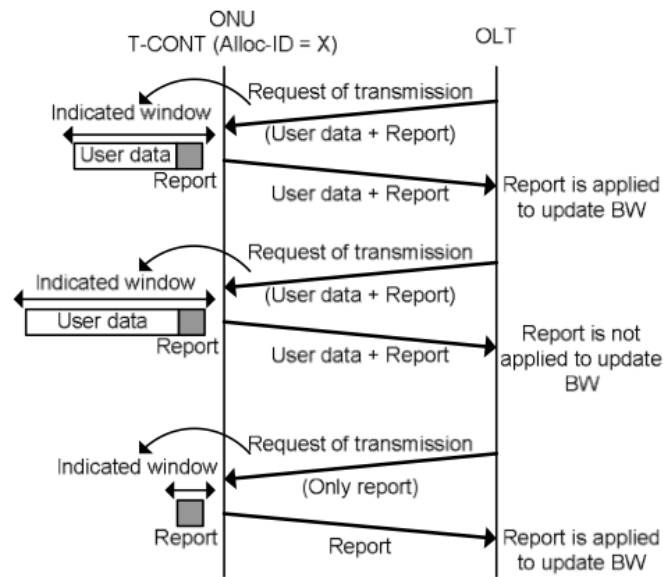 ONU
T-CONT (Alloc-ID = X)
OLT
Request of transmission
Indicated window
(User data + Report)
User data
Report
User data + Report
Report is applied
to update BW
Request of transmission
Indicated window
(User data + Report)
User data
Report
User data + Report
Report is not
applied to update
BW
Request of transmission
Indicated window
(Only report)
Report
Report
Report is applied
to update BW